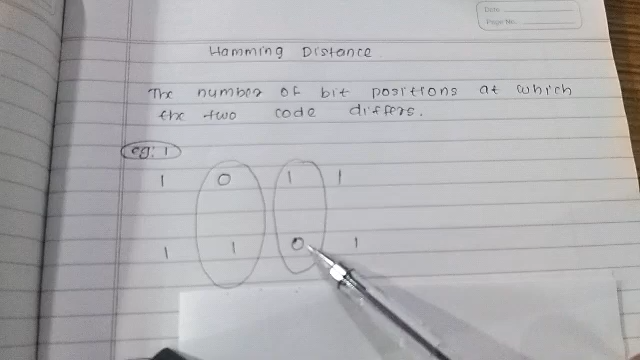 Date
Page No.
Hamming Distance.
The number of bit positions at which
the two code differs.
eg: 1
1 0 1 1
1 1 0 1